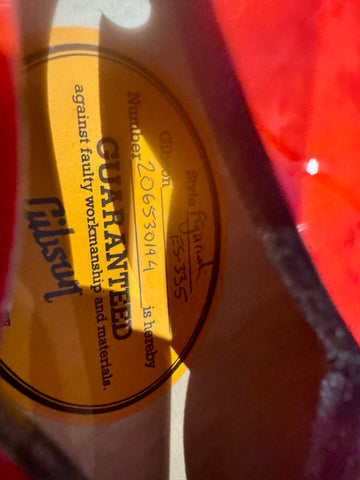 Style Figured
ES-335
Gibson
Number 206530194 is hereby
GUARANTEED
against faulty workmanship and materials.
Gibson